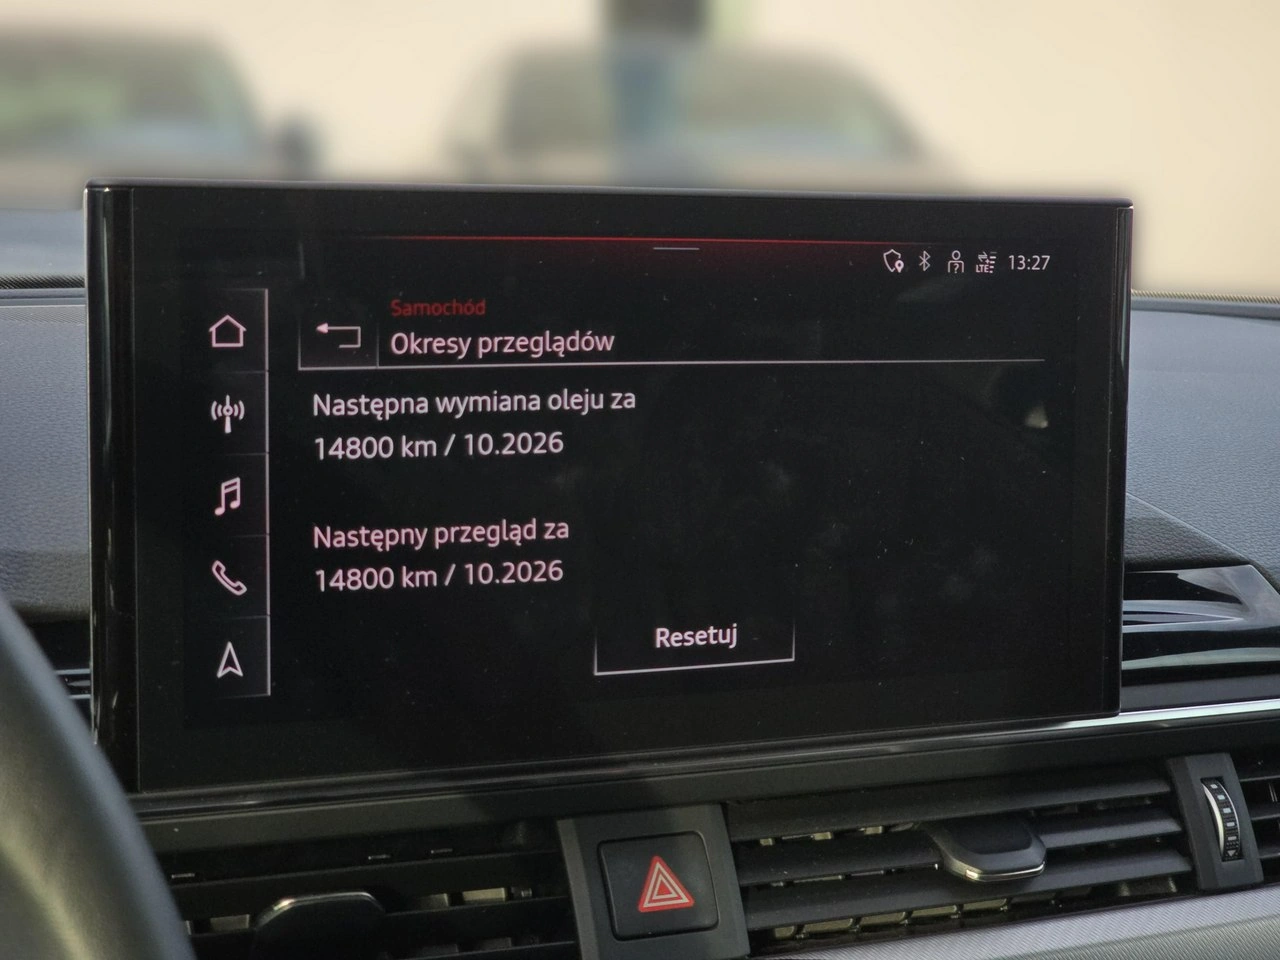 LTE 13:27
Samochód
Okresy przeglądów
Następna wymiana oleju za
14800 km / 10.2026
Następny przegląd za
14800 km / 10.2026
Resetuj